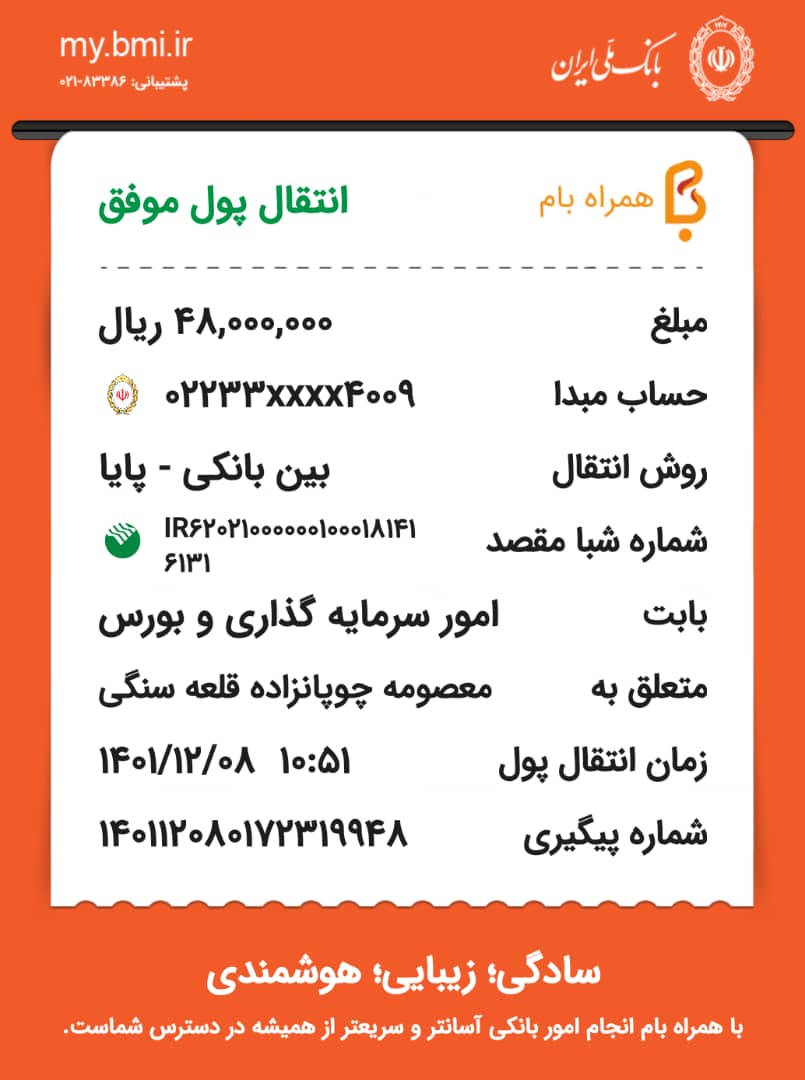 my.bmi.ir
پشتیبانی: ۸۳۳۸۶-۰۲۱
بانک ملی ایران
همراه بام
انتقال پول موفق
مبلغ ۴۸,۰۰۰,۰۰۰ ریال
حساب مبدا ۰۲۲۳۳xxxx۴۰۰۹
روش انتقال بین بانکی - پایا
شماره شبا مقصد IR۶۲۰۲۱۰۰۰۰۰۰۱۰۰۰۱۸۱۴۱
۶۱۳۱
بابت امور سرمایه گذاری و بورس
متعلق به معصومه چوپانزاده قلعه سنگی
زمان انتقال پول ۱۰:۵۱ ۱۴۰۱/۱۲/۰۸
شماره پیگیری ۱۴۰۱۱۲۰۸۰۱۷۲۳۱۹۹۴۸
سادگی؛ زیبایی؛ هوشمندی
با همراه بام انجام امور بانکی آسانتر و سریعتر از همیشه در دسترس شماست.